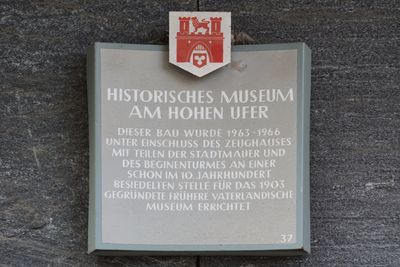 HISTORISCHES MUSEUM
AM HOHEN UFER
DIESER BAU WURDE 1963-1966
UNTER EINSCHLUSS DES ZEUGHAUSES
MIT TEILEN DER STADTMAUER UND
DES BEGINENTURMES AN EINER
SCHON IM 10. JAHRHUNDERT
BESIEDELTEN STELLE FÜR DAS 1903
GEGRÜNDETE FRÜHERE VATERLÄNDISCHE
MUSEUM ERRICHTET
37